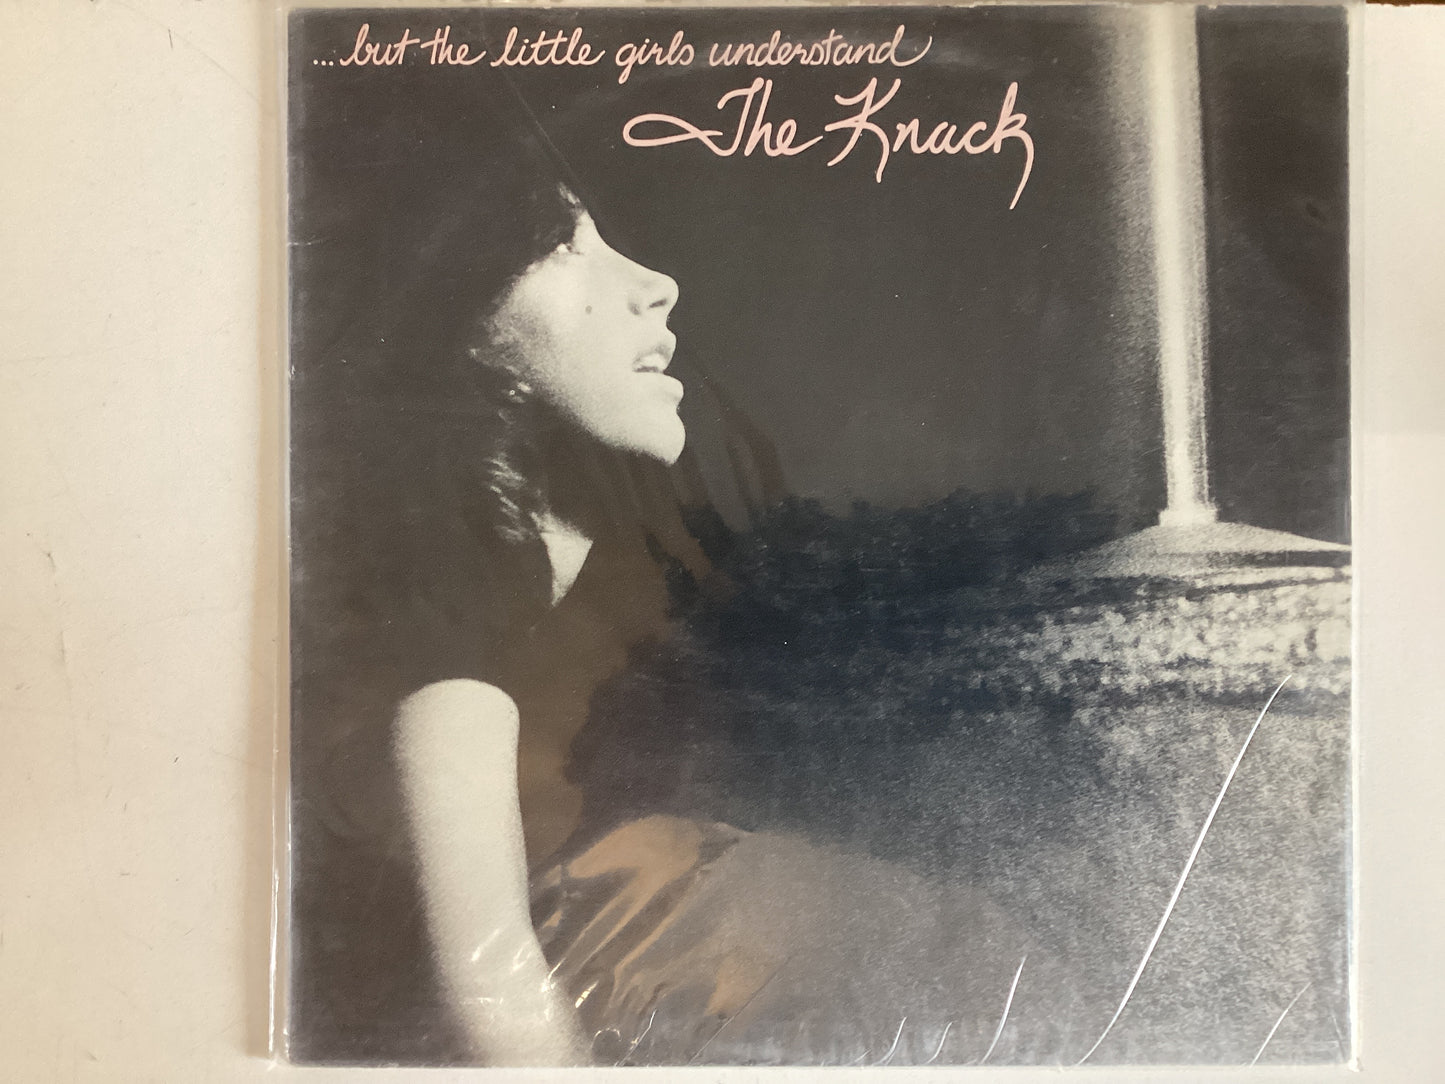 ...but the little girls understand
The Knack